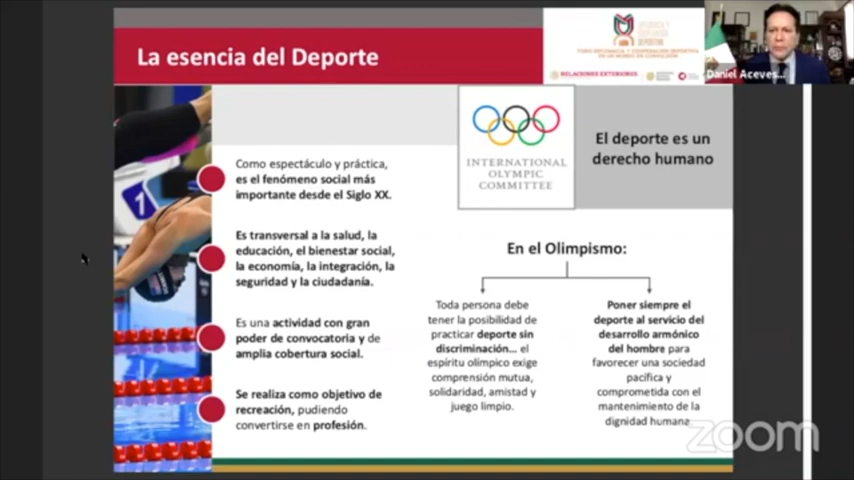 La esencia del Deporte
DEPORTIVA
RELACIONES EXTERIORES
Daniel Aceves...
1
Como espectáculo y práctica,
es el fenómeno social más
importante desde el Siglo XX.
Es transversal a la salud, la
educación, el bienestar social,
la economía, la integración, la
seguridad y la ciudadanía.
Es una actividad con gran
poder de convocatoria y de
amplia cobertura social.
Se realiza como objetivo de
recreación, pudiendo
convertirse en profesión.
INTERNATIONAL
OLYMPIC
COMMITTEE
El deporte es un
derecho humano
En el Olimpismo:
Toda persona debe
tener la posibilidad de
practicar deporte sin
discriminación... el
espíritu olímpico exige
comprensión mutua,
solidaridad, amistad y
juego limpio.
Poner siempre el
deporte al servicio del
desarrollo armónico
del hombre para
favorecer una sociedad
pacífica y
comprometida con el
mantenimiento de la
dignidad humana
zoom